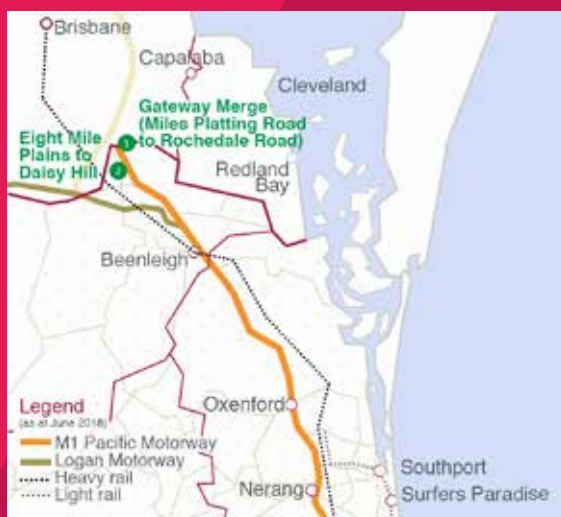 Brisbane
Capalaba
Cleveland
Gateway Merge
(Miles Platting Road
to Rochedale Road)
1
Eight Mile
Plains to
Daisy Hill
2
Redland
Bay
Beenleigh
Oxenford
Southport
Nerang
Surfers Paradise
Legend
(as at June 2018)
M1 Pacific Motorway
Logan Motorway
Heavy rail
Light rail